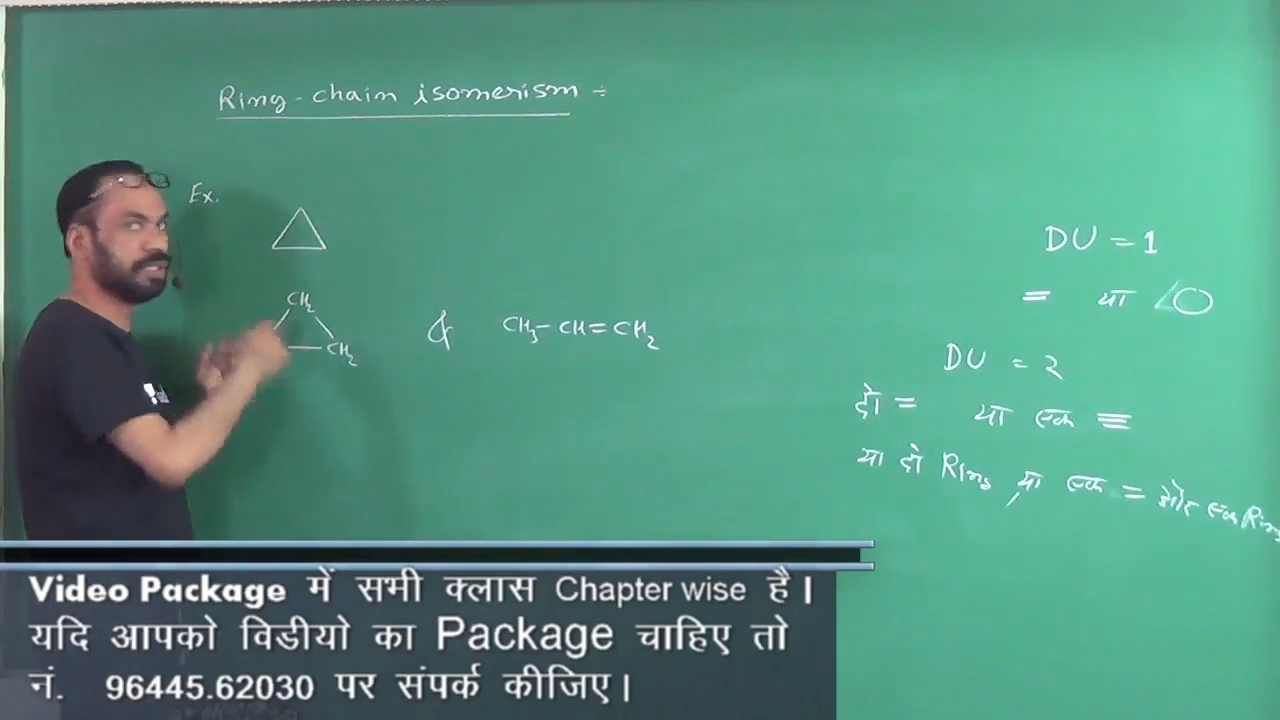 Ring-chain isomerism ÷
Ex.
CH₂
CH₂
& CH₃-CH=CH₂
DU = 1
= या
DU = 2
दो = या एक ≡
या दो Ring या एक = और एक Ring
Video Package में सभी क्लास Chapter wise है।
यदि आपको विडीयो का Package चाहिए तो
नं. 96445.62030 पर संपर्क कीजिए।